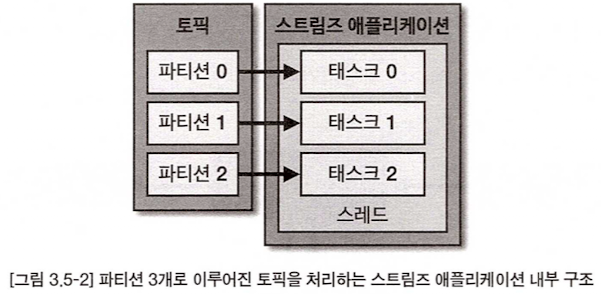 토픽
스트림즈 애플리케이션
파티션 0
태스크 0
파티션 1
태스크 1
파티션 2
태스크 2
스레드
[그림 3.5-2] 파티션 3개로 이루어진 토픽을 처리하는 스트림즈 애플리케이션 내부 구조